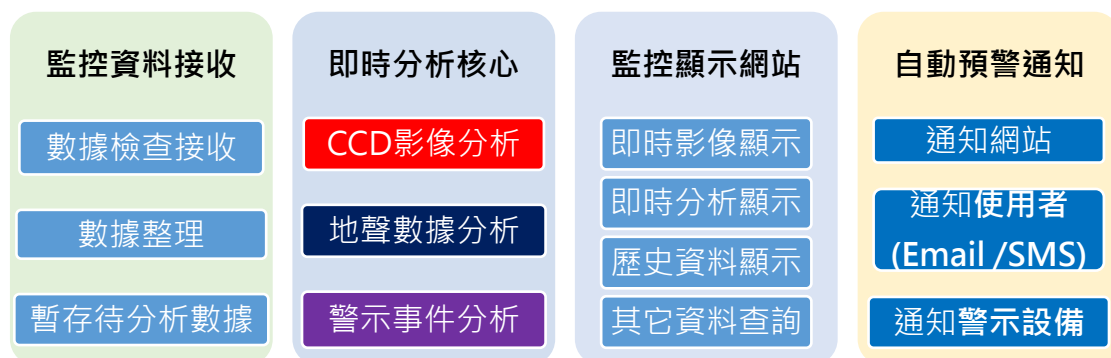 監控資料接收
數據檢查接收
數據整理
暫存待分析數據
即時分析核心
CCD影像分析
地聲數據分析
警示事件分析
監控顯示網站
即時影像顯示
即時分析顯示
歷史資料顯示
其它資料查詢
自動預警通知
通知網站
通知使用者
(Email /SMS)
通知警示設備